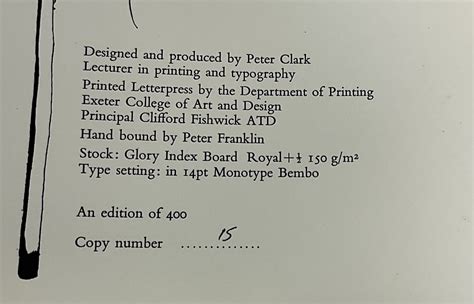 Designed and produced by Peter Clark
Lecturer in printing and typography
Printed Letterpress by the Department of Printing
Exeter College of Art and Design
Principal Clifford Fishwick ATD
Hand bound by Peter Franklin
Stock: Glory Index Board Royal+½ 150 g/m²
Type setting: in 14pt Monotype Bembo
An edition of 400
Copy number ....15..........